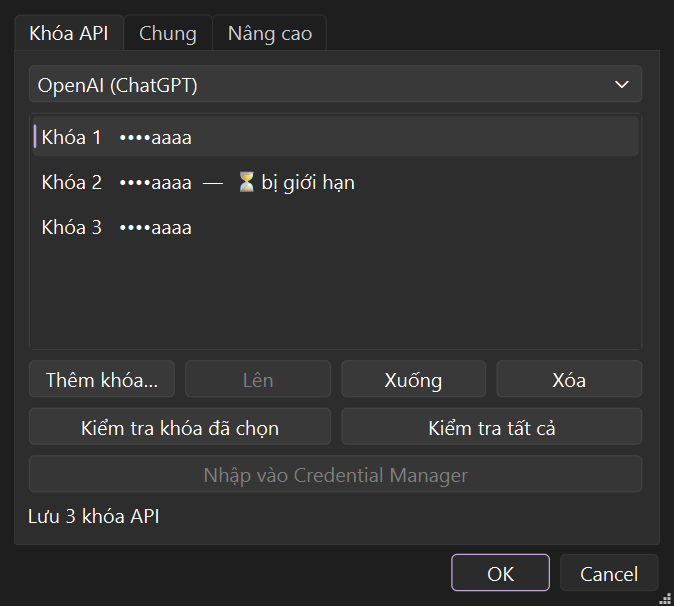 Khóa API Chung Nâng cao
OpenAI (ChatGPT)
Khóa 1 ••••aaaa
Khóa 2 ••••aaaa — ⏳ bị giới hạn
Khóa 3 ••••aaaa
Thêm khóa... Lên Xuống Xóa
Kiểm tra khóa đã chọn Kiểm tra tất cả
Nhập vào Credential Manager
Lưu 3 khóa API
OK Cancel